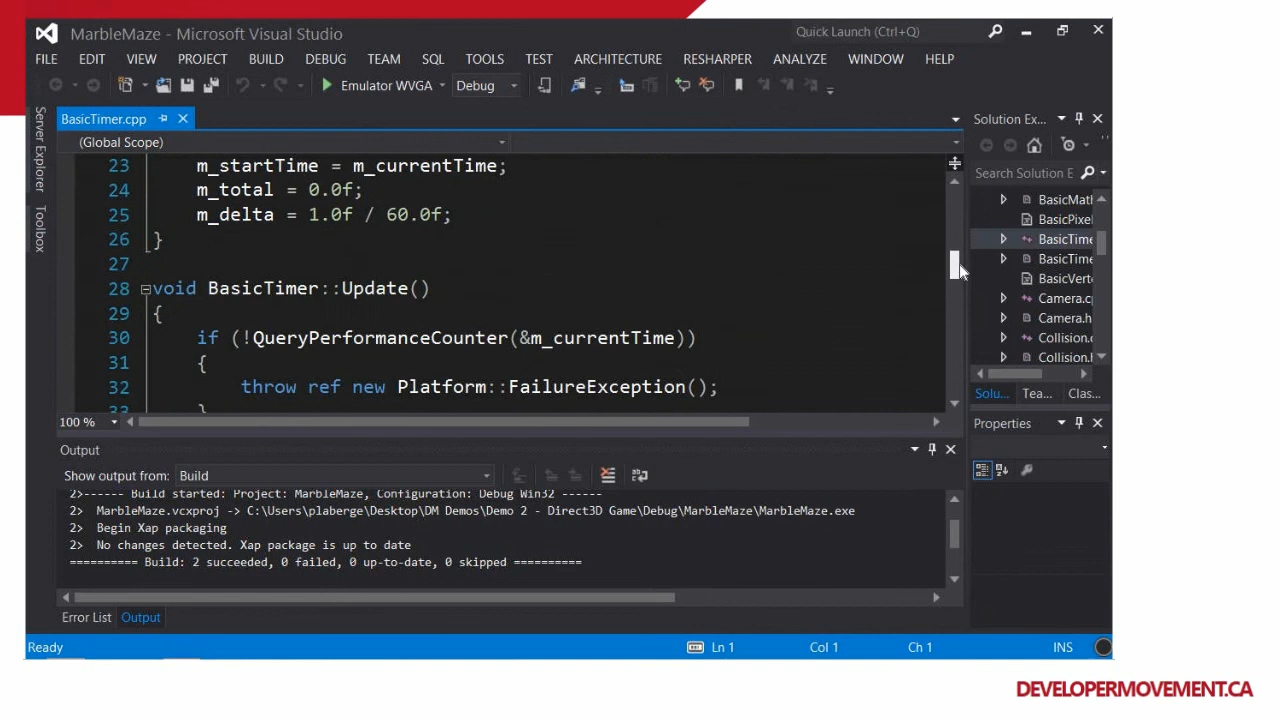 MarbleMaze - Microsoft Visual Studio
Quick Launch (Ctrl+Q)
FILE EDIT VIEW PROJECT BUILD DEBUG TEAM SQL TOOLS TEST ARCHITECTURE RESHARPER ANALYZE WINDOW HELP
Emulator WVGA Debug
Server Explorer
Toolbox
BasicTimer.cpp
(Global Scope)
23 m_startTime = m_currentTime;
24 m_total = 0.0f;
25 m_delta = 1.0f / 60.0f;
26 }
27
28 void BasicTimer::Update()
29 {
30 if (!QueryPerformanceCounter(&m_currentTime))
31 {
32 throw ref new Platform::FailureException();
33 }
100 %
Solution Ex...
Search Solution E
BasicMat
BasicPixel
BasicTime
BasicTime
BasicVert
Camera.c
Camera.h
Collision.
Collision.
Solu... Tea... Clas...
Properties
Output
Show output from: Build
2>------ Build started: Project: MarbleMaze, Configuration: Debug Win32 ------
2> MarbleMaze.vcxproj -> C:\Users\plaberge\Desktop\DM Demos\Demo 2 - Direct3D Game\Debug\MarbleMaze\MarbleMaze.exe
2> Begin Xap packaging
2> No changes detected. Xap package is up to date
========== Build: 2 succeeded, 0 failed, 0 up-to-date, 0 skipped ==========
Error List Output
Ready Ln 1 Col 1 Ch 1 INS
DEVELOPERMOVEMENT.CA